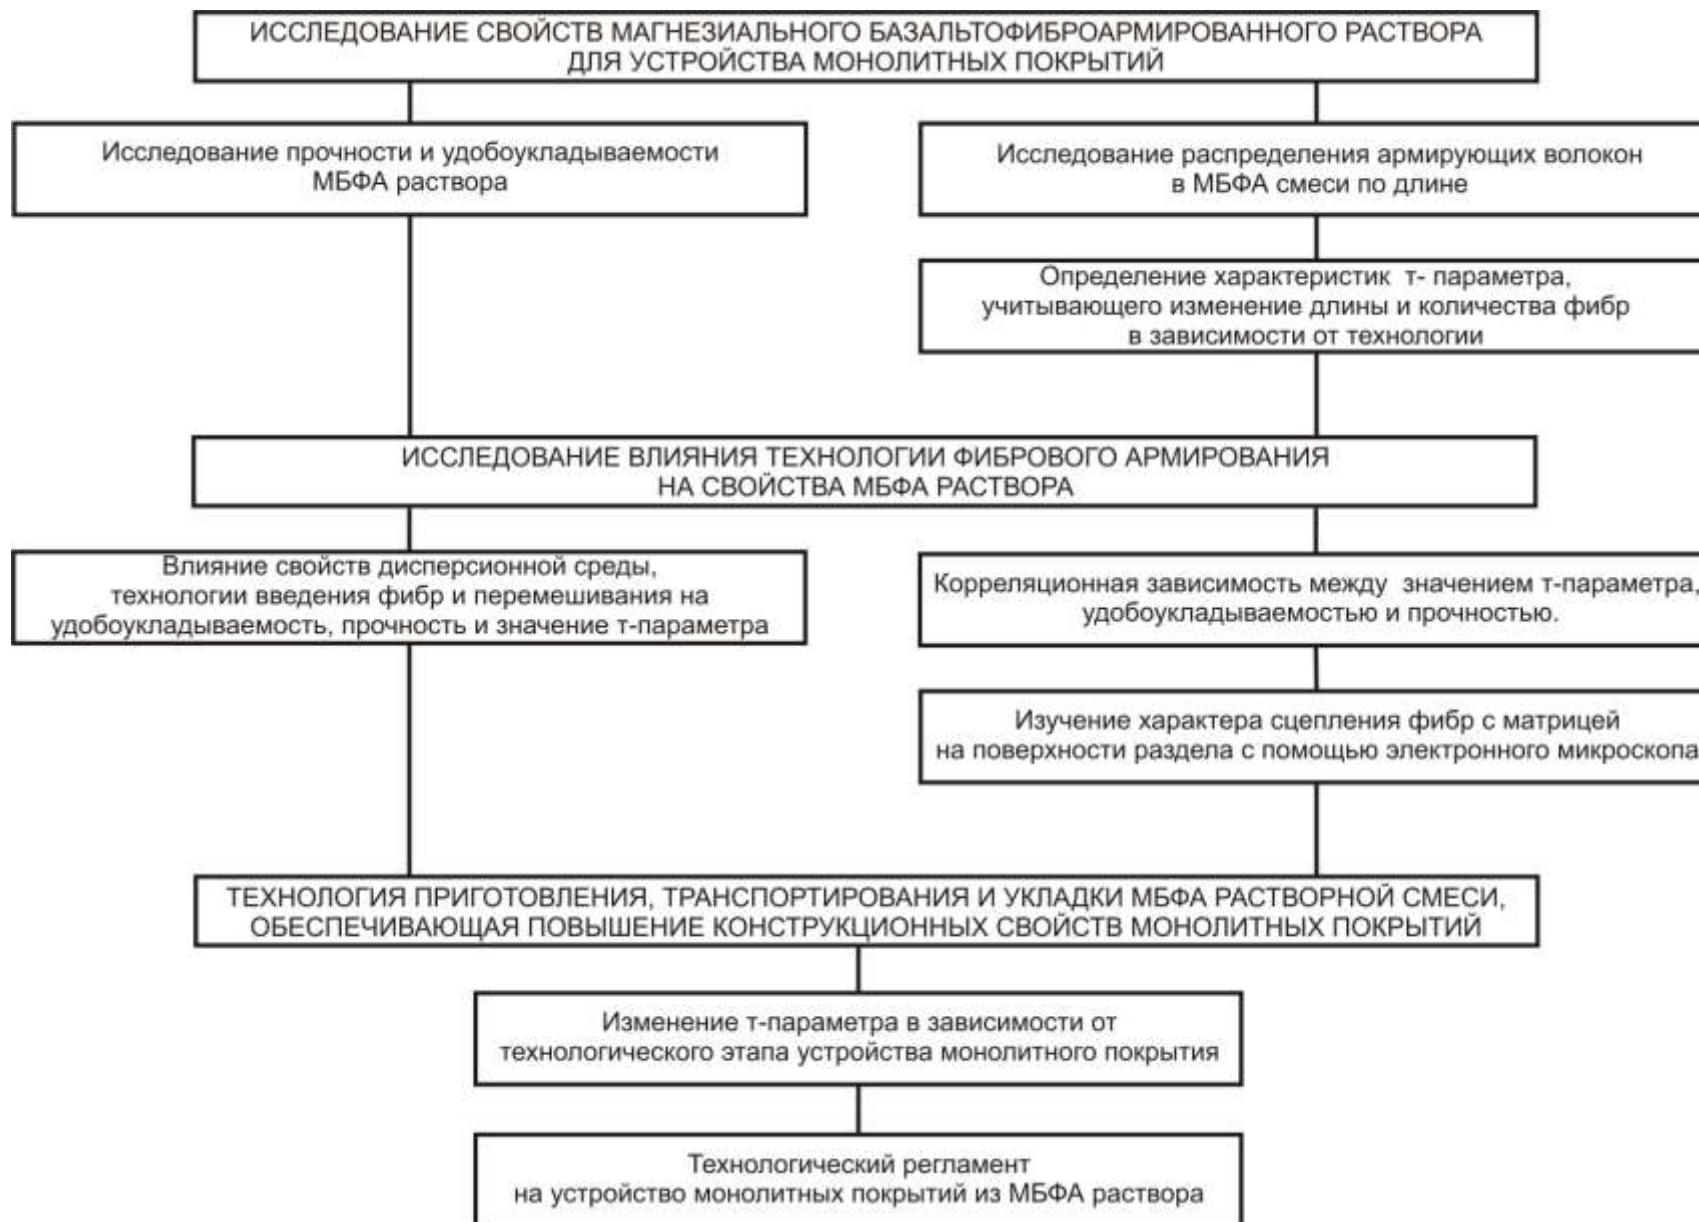 ИССЛЕДОВАНИЕ СВОЙСТВ МАГНЕЗИАЛЬНОГО БАЗАЛЬТОФИБРОАРМИРОВАННОГО РАСТВОРА
ДЛЯ УСТРОЙСТВА МОНОЛИТНЫХ ПОКРЫТИЙ
Исследование прочности и удобоукладываемости
МБФА раствора
Исследование распределения армирующих волокон
в МБФА смеси по длине
Определение характеристик т- параметра,
учитывающего изменение длины и количества фибр
в зависимости от технологии
ИССЛЕДОВАНИЕ ВЛИЯНИЯ ТЕХНОЛОГИИ ФИБРОВОГО АРМИРОВАНИЯ
НА СВОЙСТВА МБФА РАСТВОРА
Влияние свойств дисперсионной среды,
технологии введения фибр и перемешивания на
удобоукладываемость, прочность и значение т-параметра
Корреляционная зависимость между значением т-параметра,
удобоукладываемостью и прочностью.
Изучение характера сцепления фибр с матрицей
на поверхности раздела с помощью электронного микроскопа
ТЕХНОЛОГИЯ ПРИГОТОВЛЕНИЯ, ТРАНСПОРТИРОВАНИЯ И УКЛАДКИ МБФА РАСТВОРНОЙ СМЕСИ,
ОБЕСПЕЧИВАЮЩАЯ ПОВЫШЕНИЕ КОНСТРУКЦИОННЫХ СВОЙСТВ МОНОЛИТНЫХ ПОКРЫТИЙ
Изменение т-параметра в зависимости от
технологического этапа устройства монолитного покрытия
Технологический регламент
на устройство монолитных покрытий из МБФА раствора